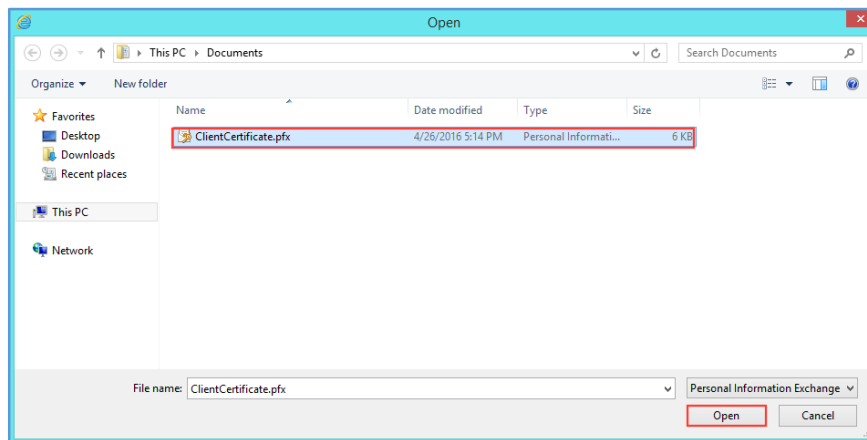 Open
This PC Documents
Search Documents
Organize New folder
Name Date modified Type Size
ClientCertificate.pfx 4/26/2016 5:14 PM Personal Informati... 6 KB
Favorites
Desktop
Downloads
Recent places
This PC
Network
File name: ClientCertificate.pfx Personal Information Exchange
Open Cancel